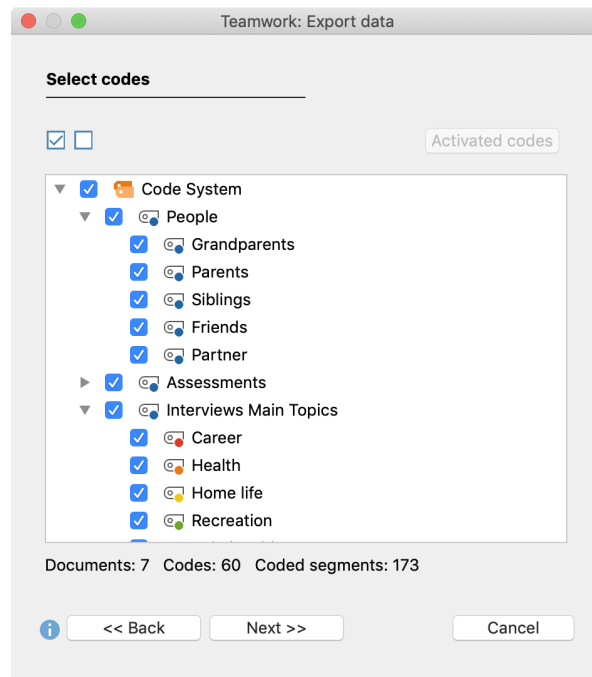 Teamwork: Export data
Select codes
Activated codes
Code System
People
Grandparents
Parents
Siblings
Friends
Partner
Assessments
Interviews Main Topics
Career
Health
Home life
Recreation
Documents: 7 Codes: 60 Coded segments: 173
<< Back Next >> Cancel